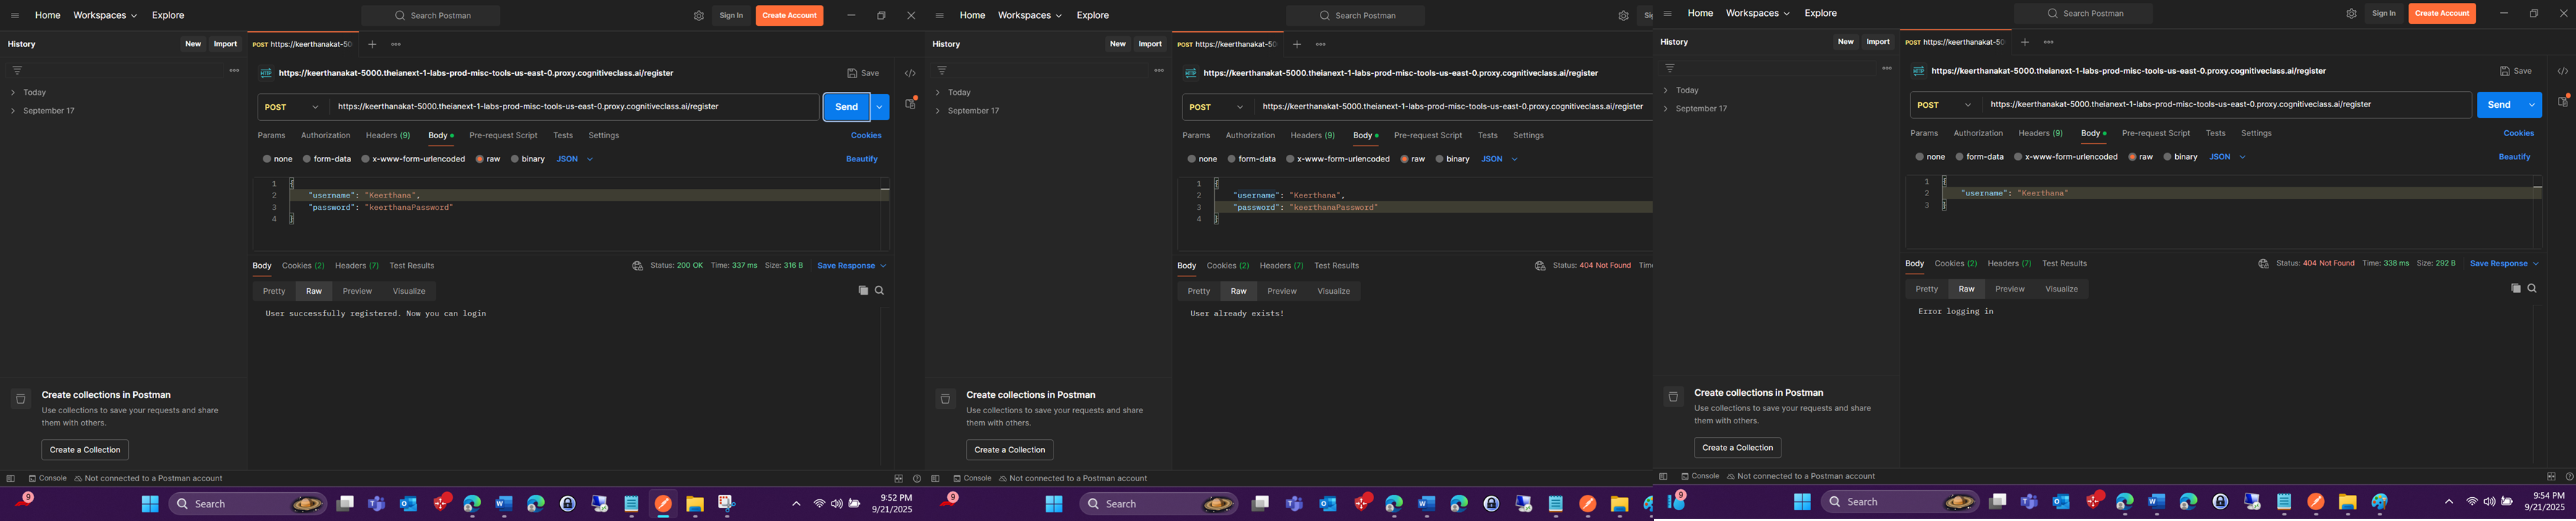 Home Workspaces Explore
Search Postman
Sign In Create Account
History New Import
POST https://keerthanakat-50
Today
September 17
https://keerthanakat-5000.theianext-1-labs-prod-misc-tools-us-east-0.proxy.cognitiveclass.ai/register
Save
POST https://keerthanakat-5000.theianext-1-labs-prod-misc-tools-us-east-0.proxy.cognitiveclass.ai/register
Send
Params Authorization Headers (9) Body Pre-request Script Tests Settings Cookies
none form-data x-www-form-urlencoded raw binary JSON Beautify
1 {
2 "username": "Keerthana",
3 "password": "keerthanaPassword"
4 }
Body Cookies (2) Headers (7) Test Results Status: 200 OK Time: 337 ms Size: 316 B Save Response
Pretty Raw Preview Visualize
User successfully registered. Now you can login
Create collections in Postman
Use collections to save your requests and share
them with others.
Create a Collection
Console Not connected to a Postman account
9
Search
9:52 PM
9/21/2025
Home Workspaces Explore
Search Postman
History New Import
POST https://keerthanakat-50
Today
September 17
https://keerthanakat-5000.theianext-1-labs-prod-misc-tools-us-east-0.proxy.cognitiveclass.ai/register
POST https://keerthanakat-5000.theianext-1-labs-prod-misc-tools-us-east-0.proxy.cognitiveclass.ai/register
Params Authorization Headers (9) Body Pre-request Script Tests Settings
none form-data x-www-form-urlencoded raw binary JSON
1 {
2 "username": "Keerthana",
3 "password": "keerthanaPassword"
4 }
Body Cookies (2) Headers (7) Test Results Status: 404 Not Found
Pretty Raw Preview Visualize
User already exists!
Create collections in Postman
Use collections to save your requests and share
them with others.
Create a Collection
Console Not connected to a Postman account
9
Search
Home Workspaces Explore
Search Postman
Sign In Create Account
History New Import
POST https://keerthanakat-50
Today
September 17
https://keerthanakat-5000.theianext-1-labs-prod-misc-tools-us-east-0.proxy.cognitiveclass.ai/register
Save
POST https://keerthanakat-5000.theianext-1-labs-prod-misc-tools-us-east-0.proxy.cognitiveclass.ai/register
Send
Params Authorization Headers (9) Body Pre-request Script Tests Settings Cookies
none form-data x-www-form-urlencoded raw binary JSON Beautify
1 {
2 "username": "Keerthana"
3 }
Body Cookies (2) Headers (7) Test Results Status: 404 Not Found Time: 338 ms Size: 292 B Save Response
Pretty Raw Preview Visualize
Error logging in
Create collections in Postman
Use collections to save your requests and share
them with others.
Create a Collection
Console Not connected to a Postman account
9
Search
9:54 PM
9/21/2025